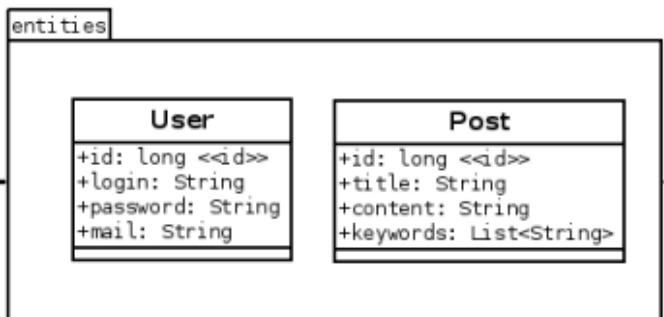 entities
User
+id: long <<id>>
+login: String
+password: String
+mail: String
Post
+id: long <<id>>
+title: String
+content: String
+keywords: List<String>